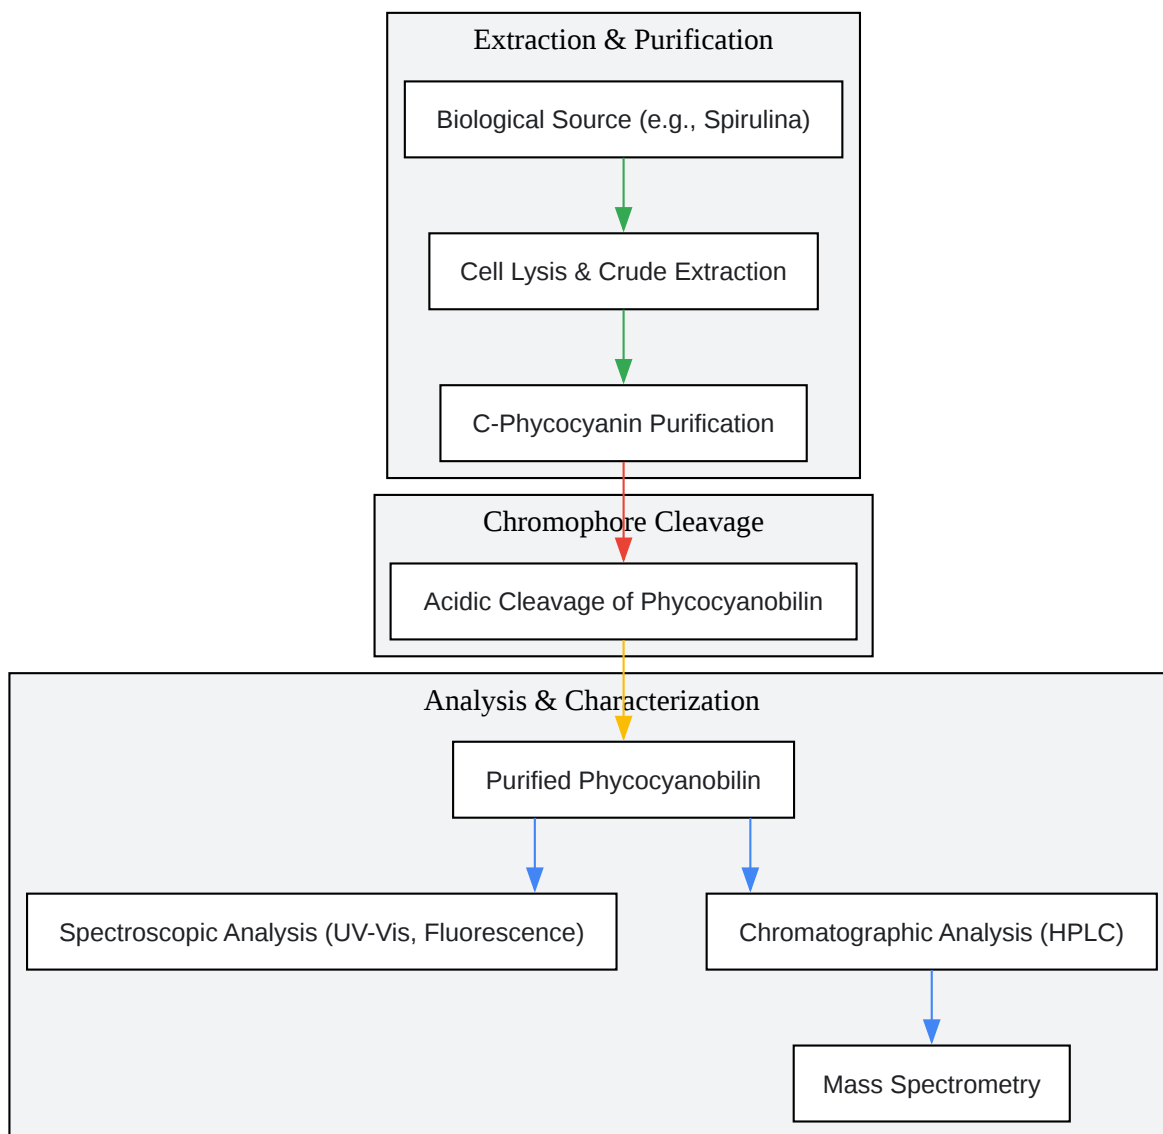 Extraction & Purification
Biological Source (e.g., Spirulina)
Cell Lysis & Crude Extraction
C-Phycocyanin Purification
Chromophore Cleavage
Acidic Cleavage of Phycocyanobilin
Analysis & Characterization
Purified Phycocyanobilin
Spectroscopic Analysis (UV-Vis, Fluorescence)
Chromatographic Analysis (HPLC)
Mass Spectrometry